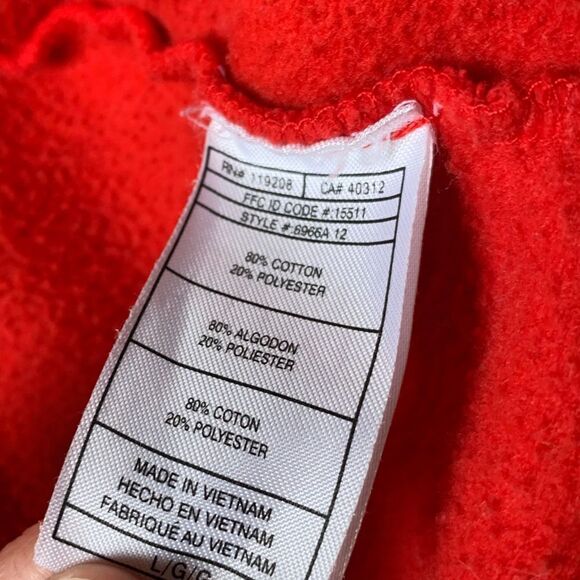 RN# 119208 CA# 40312
FFC ID CODE #:15511
STYLE #:6966A 12
80% COTTON
20% POLYESTER
80% ALGODON
20% POLIESTER
80% COTON
20% POLYESTER
MADE IN VIETNAM
HECHO EN VIETNAM
FABRIQUÉ AU VIETNAM
L/G/G